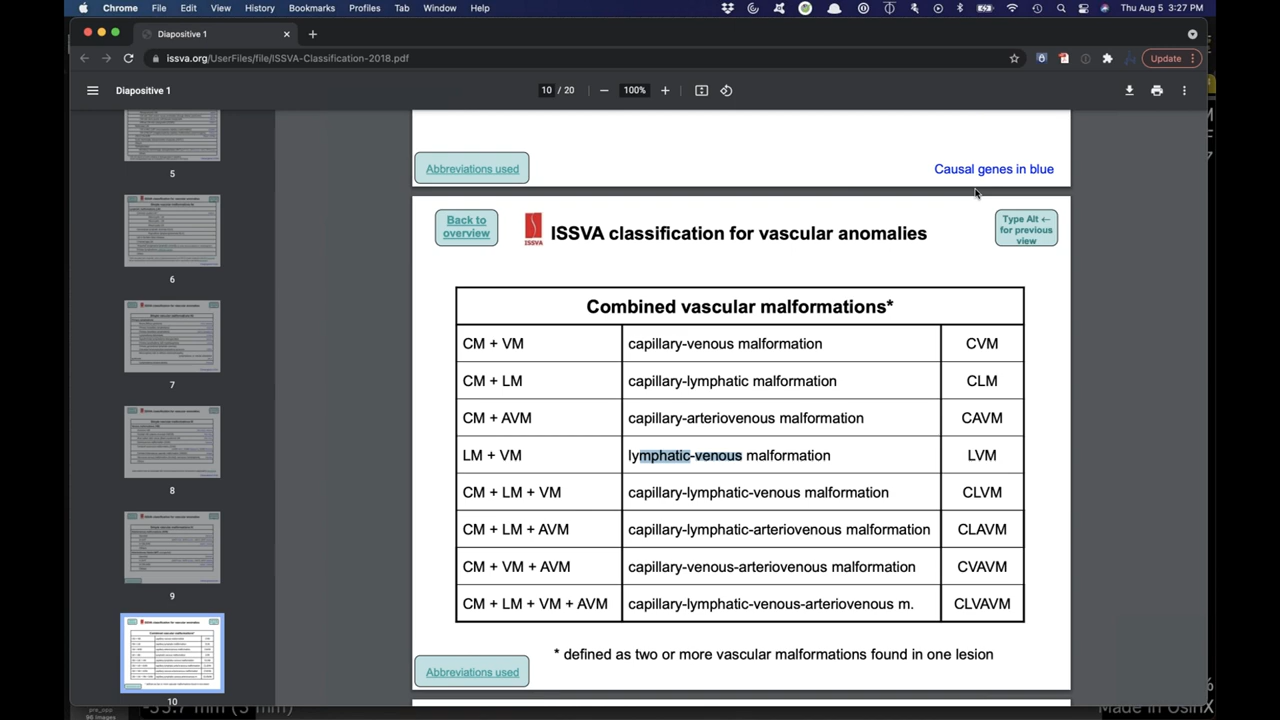 Chrome File Edit View History Bookmarks Profiles Tab Window Help Thu Aug 5 3:27 PM
Diapositive 1
issva.org/UserFiles/file/ISSVA-Classification-2018.pdf Update
Diapositive 1 10 / 20 100%
Abbreviations used Causal genes in blue
5
6
7
8
9
10
Back to
overview
ISSVA
ISSVA classification for vascular anomalies
Type Alt ←
for previous
view
Combined vascular malformations*
CM + VM capillary-venous malformation CVM
CM + LM capillary-lymphatic malformation CLM
CM + AVM capillary-arteriovenous malformation CAVM
LM + VM lymphatic-venous malformation LVM
CM + LM + VM capillary-lymphatic-venous malformation CLVM
CM + LM + AVM capillary-lymphatic-arteriovenous malformation CLAVM
CM + VM + AVM capillary-venous-arteriovenous malformation CVAVM
CM + LM + VM + AVM capillary-lymphatic-venous-arteriovenous m. CLVAVM
* defined as two or more vascular malformations found in one lesion
Abbreviations used
Made in OsiriX